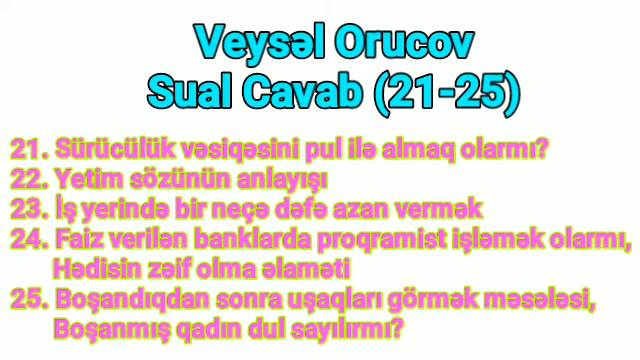 Veysəl Orucov
Sual Cavab (21-25)
21. Sürücülük vəsiqəsini pul ilə almaq olarmı?
22. Yetim sözünün anlayışı
23. İş yerində bir neçə dəfə azan vermək
24. Faiz verilən banklarda proqramist işləmək olarmı,
Hədisin zəif olma əlaməti
25. Boşandıqdan sonra uşaqları görmək məsələsi,
Boşanmış qadın dul sayılırmı?